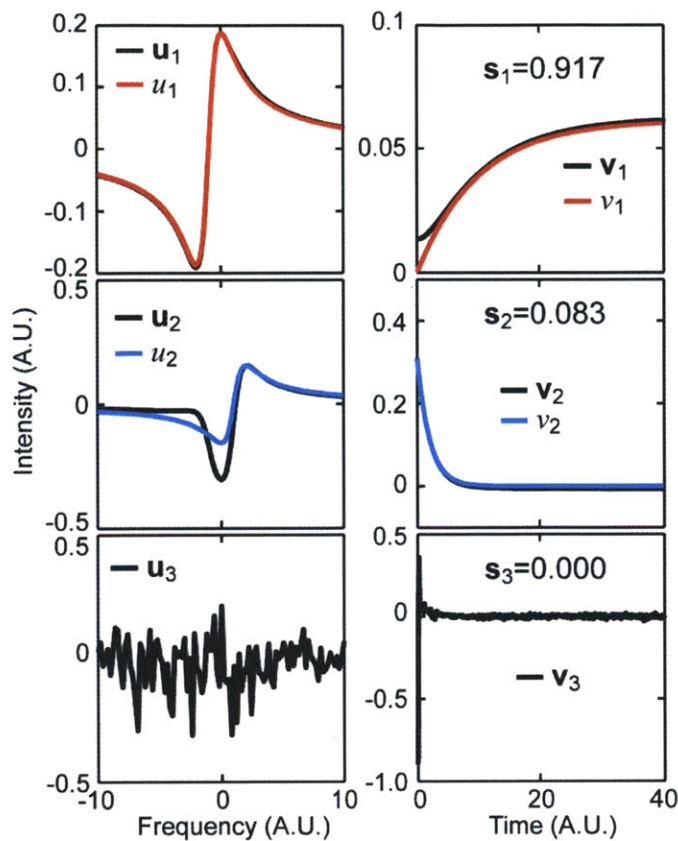 0.2
0.1
0
-0.1
-0.2
u1
u1
0.1
0.05
0
s1=0.917
v1
v1
Intensity (A.U.)
0.5
0
-0.5
u2
u2
0.4
0.2
0
s2=0.083
v2
v2
0.5
0
-0.5
u3
-10
0
10
Frequency (A.U.)
0.5
0
-0.5
-1.0
s3=0.000
v3
0
20
40
Time (A.U.)